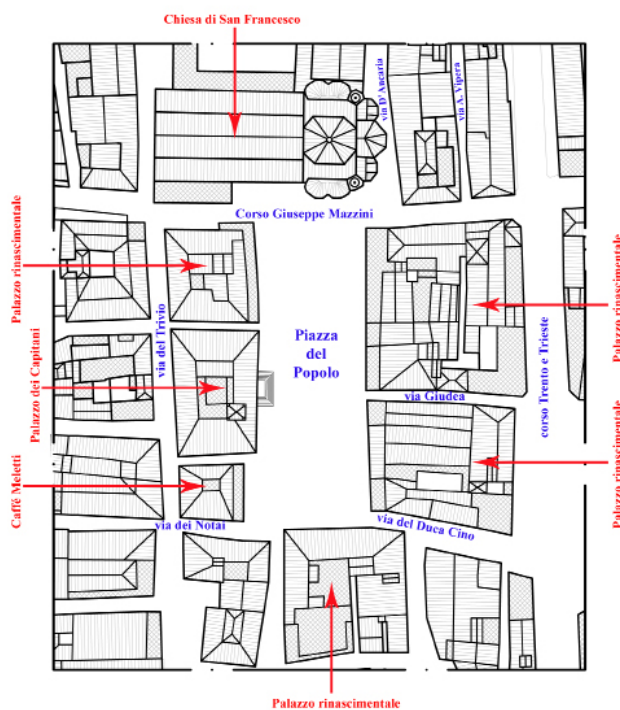 Chiesa di San Francesco
via D'Ancaria
via A. Vipera
Corso Giuseppe Mazzini
Palazzo rinascimentale
Palazzo rinascimentale
via del Trivio
Piazza
del
Popolo
Palazzo dei Capitani
via Giudea
corso Trento e Trieste
Caffé Meletti
Palazzo rinascimentale
via dei Notai
via del Duca Cino
Palazzo rinascimentale